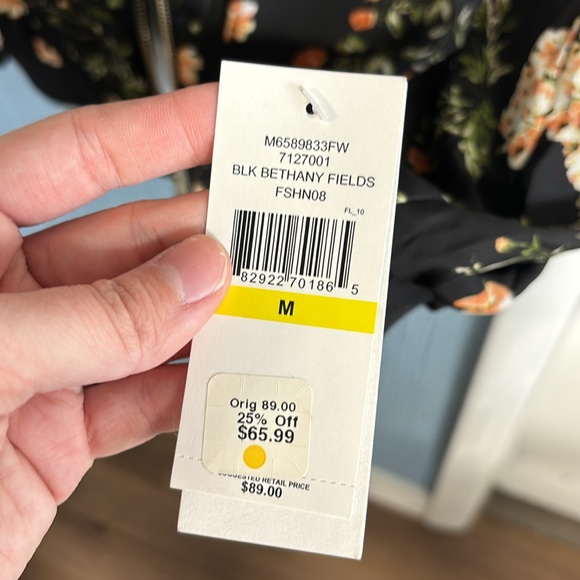 M6589833FW
7127001
BLK BETHANY FIELDS
FSHN08
FL_10
82922 70186 5
M
Orig 89.00
25% Off
$65.99
SUGGESTED RETAIL PRICE
$89.00